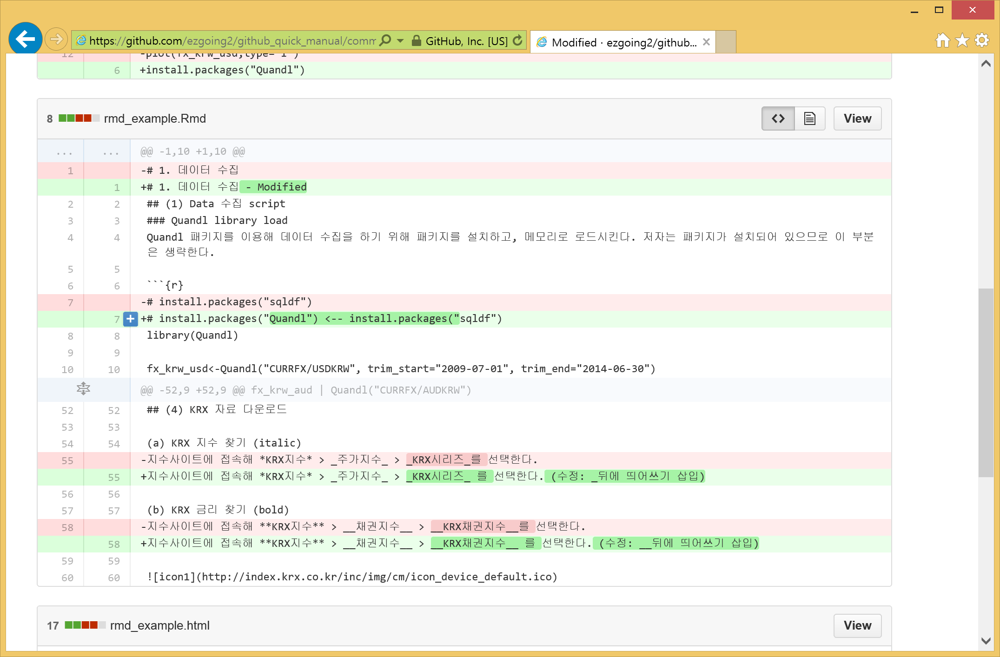 https://github.com/ezgoing2/github_quick_manual/comm
GitHub, Inc. [US]
Modified · ezgoing2/github...
12 -plot(fx_krw_usd,type="l")
6 +install.packages("Quandl")
8 rmd_example.Rmd View
... ... @@ -1,10 +1,10 @@
1 -# 1. 데이터 수집
1 +# 1. 데이터 수집 - Modified
2 2 ## (1) Data 수집 script
3 3 ### Quandl library load
4 4 Quandl 패키지를 이용해 데이터 수집을 하기 위해 패키지를 설치하고, 메모리로 로드시킨다. 저자는 패키지가 설치되어 있으므로 이 부분
은 생략한다.
5 5
6 6 ```{r}
7 -# install.packages("sqldf")
7 +# install.packages("Quandl") <-- install.packages("sqldf")
8 8 library(Quandl)
9 9
10 10 fx_krw_usd<-Quandl("CURRFX/USDKRW", trim_start="2009-07-01", trim_end="2014-06-30")
@@ -52,9 +52,9 @@ fx_krw_aud | Quandl("CURRFX/AUDKRW")
52 52 ## (4) KRX 자료 다운로드
53 53
54 54 (a) KRX 지수 찾기 (italic)
55 -지수사이트에 접속해 *KRX지수* > _주가지수_ > _KRX시리즈_를 선택한다.
55 +지수사이트에 접속해 *KRX지수* > _주가지수_ > _KRX시리즈_ 를 선택한다. (수정: _뒤에 띄어쓰기 삽입)
56 56
57 57 (b) KRX 금리 찾기 (bold)
58 -지수사이트에 접속해 **KRX지수** > __채권지수__ > __KRX채권지수__를 선택한다.
58 +지수사이트에 접속해 **KRX지수** > __채권지수__ > __KRX채권지수__ 를 선택한다. (수정: __뒤에 띄어쓰기 삽입)
59 59
60 60 ![icon1](http://index.krx.co.kr/inc/img/cm/icon_device_default.ico)
17 rmd_example.html View